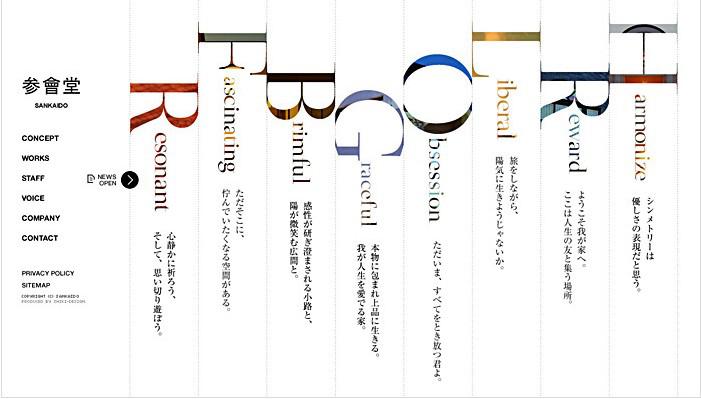 参會堂
SANKAIDO
CONCEPT
WORKS
STAFF
VOICE
COMPANY
CONTACT
PRIVACY POLICY
SITEMAP
COPYRIGHT (C) SANKAIDO
NEWS
OPEN
Harmonize
シンメトリーは
優しさの表現だと思う。
Reward
ようこそ我が家へ。
ここは人生の友と集う場所。
Liberal
旅をしながら、
陽気に生きようじゃないか。
Obsession
ただいま、すべてをとき放つ君よ。
Graceful
本物に包まれ上品に生きる。
我が人生を愛でる家。
Brimful
感性が研ぎ澄まされる小路と、
陽が微笑む広間と。
Fascinating
ただそこに、
佇んでいたくなる空間がある。
Resonant
心静かに祈ろう、
そして、思い切り遊ぼう。